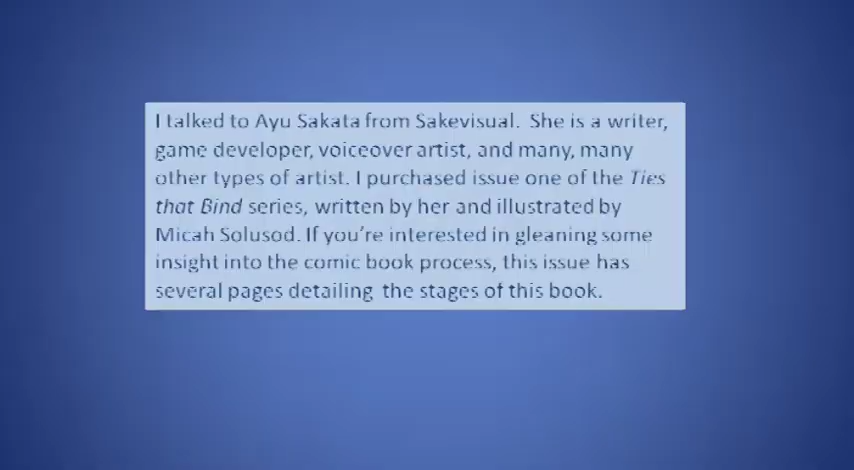 I talked to Ayu Sakata from Sakevisual.  She is a writer,
game developer, voiceover artist, and many, many
other types of artist. I purchased issue one of the Ties
that Bind series, written by her and illustrated by
Micah Solusod. If you’re interested in gleaning some
insight into the comic book process, this issue has
several pages detailing  the stages of this book.